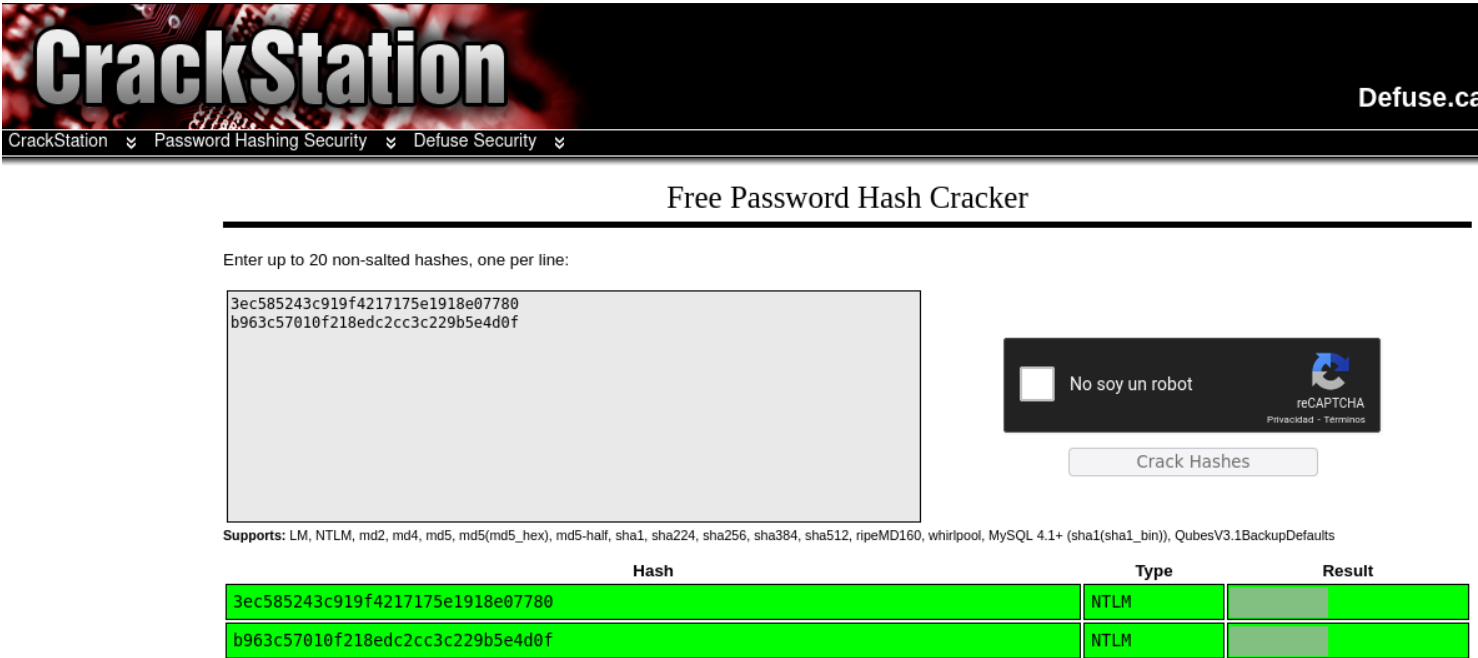 CrackStation
Defuse.ca
CrackStation Password Hashing Security Defuse Security
Free Password Hash Cracker
Enter up to 20 non-salted hashes, one per line:
3ec585243c919f4217175e1918e07780
b963c57010f218edc2cc3c229b5e4d0f
No soy un robot
reCAPTCHA
Privacidad - Términos
Crack Hashes
Supports: LM, NTLM, md2, md4, md5, md5(md5_hex), md5-half, sha1, sha224, sha256, sha384, sha512, ripeMD160, whirlpool, MySQL 4.1+ (sha1(sha1_bin)), QubesV3.1BackupDefaults
Hash Type Result
3ec585243c919f4217175e1918e07780 NTLM
b963c57010f218edc2cc3c229b5e4d0f NTLM